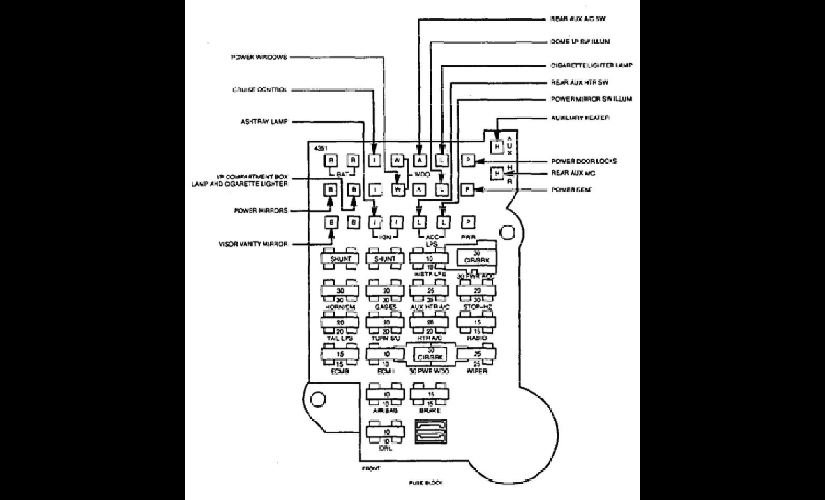 REAR AUX A/C SW
DOME LP SW ILLUM
POWER WINDOWS
CIGARETTE LIGHTER LAMP
REAR AUX HTR SW
CRUISE CONTROL
POWER MIRROR SW ILLUM
ASHTRAY LAMP
AUXILIARY HEATER
4351
AUX
R R I W A L P
H
POWER DOOR LOCKS
BAT WDO
I/P COMPARTMENT BOX
LAMP AND CIGARETTE LIGHTER
H
HR
REAR AUX A/C
B B I W A L P
POWER SEAT
POWER MIRRORS
B B I I L L P
IGN ACC PWR
LPS
VISOR VANITY MIRROR
SHUNT SHUNT 10 30
CIR/BRK
10
INSTR LPS 30 PWR ACC
30 20 25 20
30 20 25 20
HORN/DM GAGES AUX HTR A/C STOP-HZ
20 20 25 15
20 20 20 15
TAIL LPS TURN B/U RTR A/C RADIO
15 10 30 25
CIR/BRK
15 10 25
ECM B ECM I 30 PWR WDO WIPER
10 15
10 15
AIR BAG BRAKE
10
10
DRL
FRONT
FUSE BLOCK